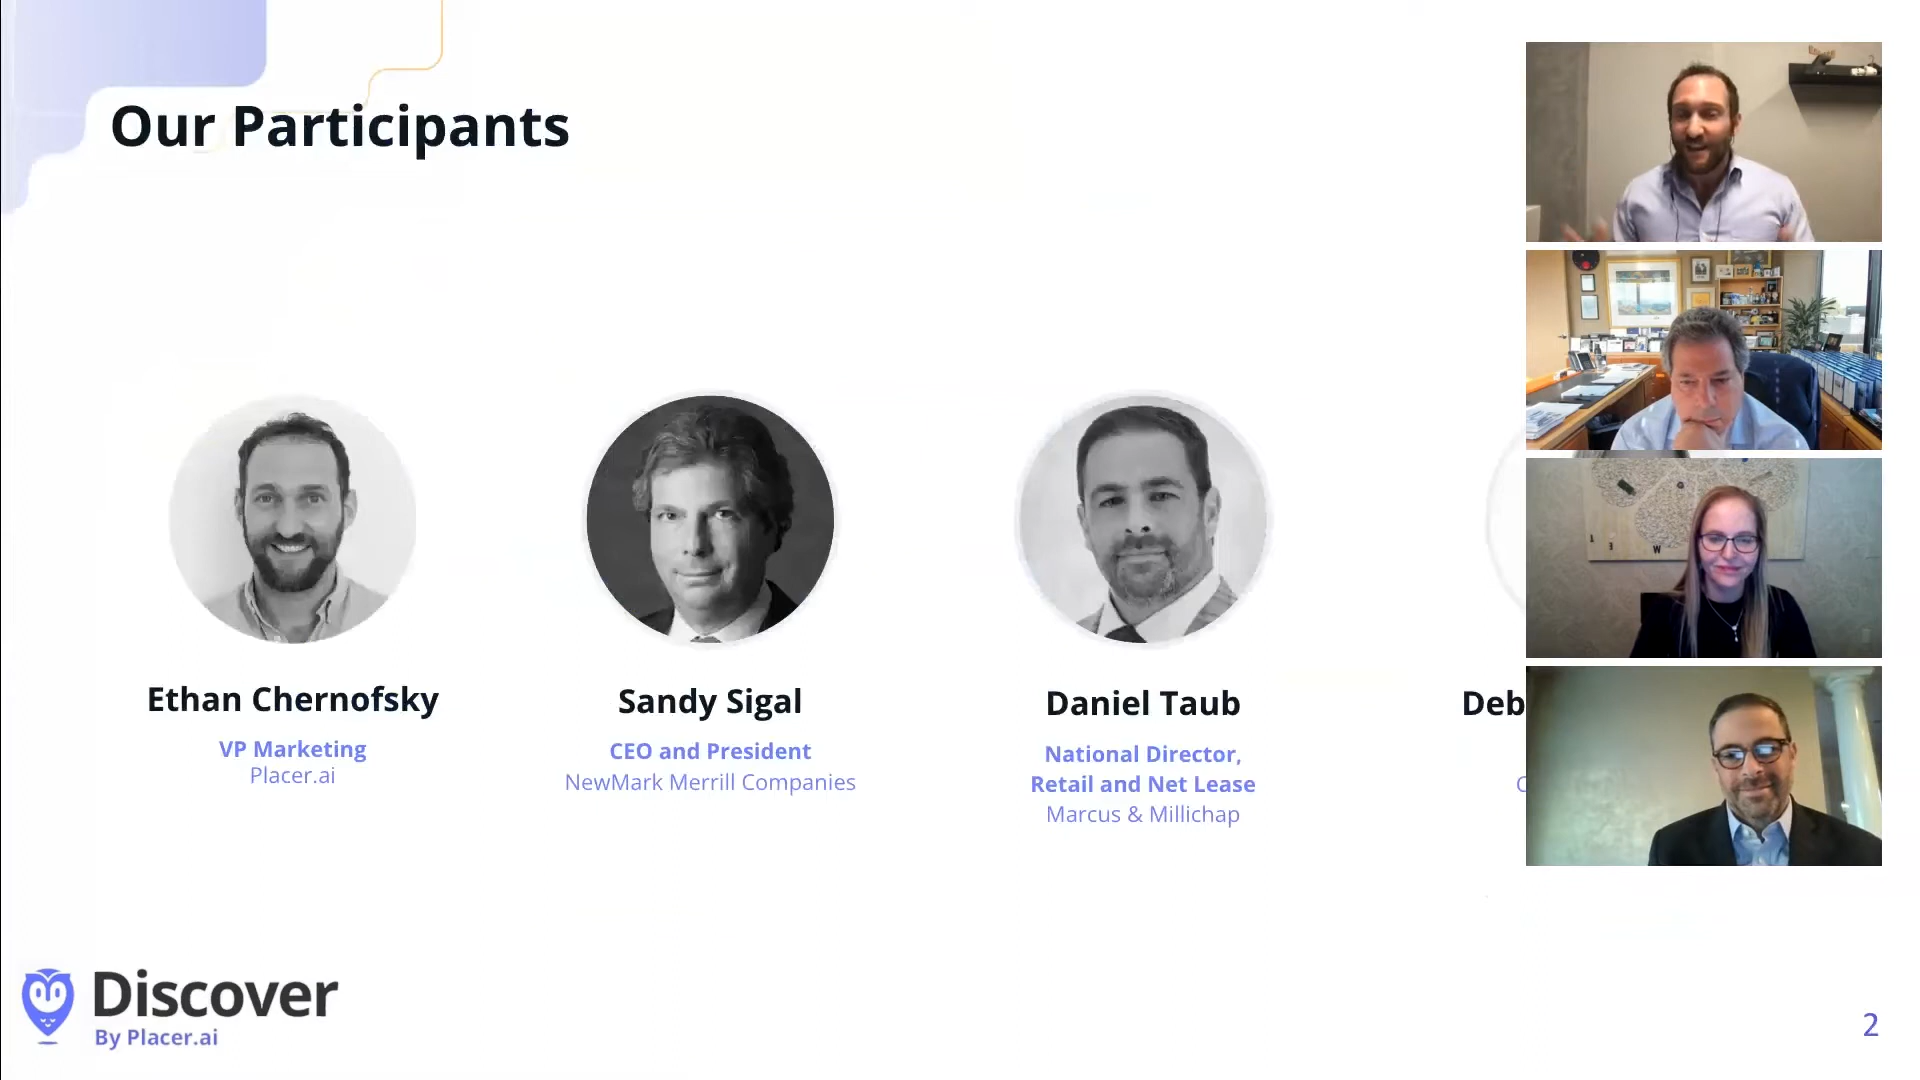 Our Participants
Ethan Chernofsky
VP Marketing
Placer.ai
Sandy Sigal
CEO and President
NewMark Merrill Companies
Daniel Taub
National Director,
Retail and Net Lease
Marcus & Millichap
Deb
C
W
Discover
By Placer.ai
2